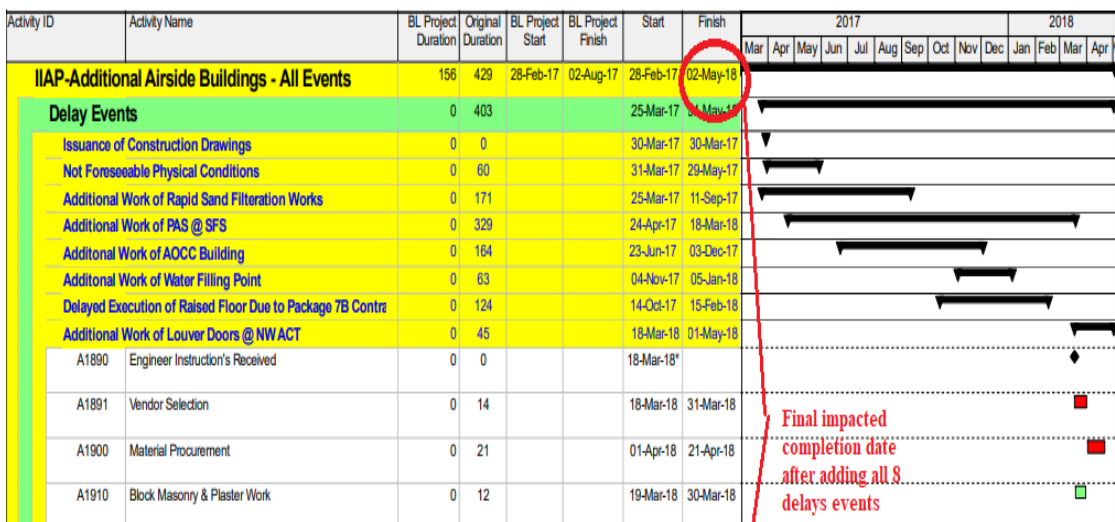 Activity ID Activity Name BL Project Duration Original Duration BL Project Start BL Project Finish Start Finish 2017 2018
Mar Apr May Jun Jul Aug Sep Oct Nov Dec Jan Feb Mar Apr
IIAP-Additional Airside Buildings - All Events 156 429 28-Feb-17 02-Aug-17 28-Feb-17 02-May-18
Delay Events 0 403 25-Mar-17
Issuance of Construction Drawings 0 0 30-Mar-17 30-Mar-17
Not Foreseeable Physical Conditions 0 60 31-Mar-17 29-May-17
Additional Work of Rapid Sand Filteration Works 0 171 25-Mar-17 11-Sep-17
Additional Work of PAS @ SFS 0 329 24-Apr-17 18-Mar-18
Additonal Work of AOCC Building 0 164 23-Jun-17 03-Dec-17
Additonal Work of Water Filling Point 0 63 04-Nov-17 05-Jan-18
Delayed Execution of Raised Floor Due to Package 7B Contra 0 124 14-Oct-17 15-Feb-18
Additional Work of Louver Doors @ NW ACT 0 45 18-Mar-18 01-May-18
A1890 Engineer Instruction's Received 0 0 18-Mar-18*
A1891 Vendor Selection 0 14 18-Mar-18 31-Mar-18
A1900 Material Procurement 0 21 01-Apr-18 21-Apr-18
A1910 Block Masonry & Plaster Work 0 12 19-Mar-18 30-Mar-18
Final impacted
completion date
after adding all 8
delays events